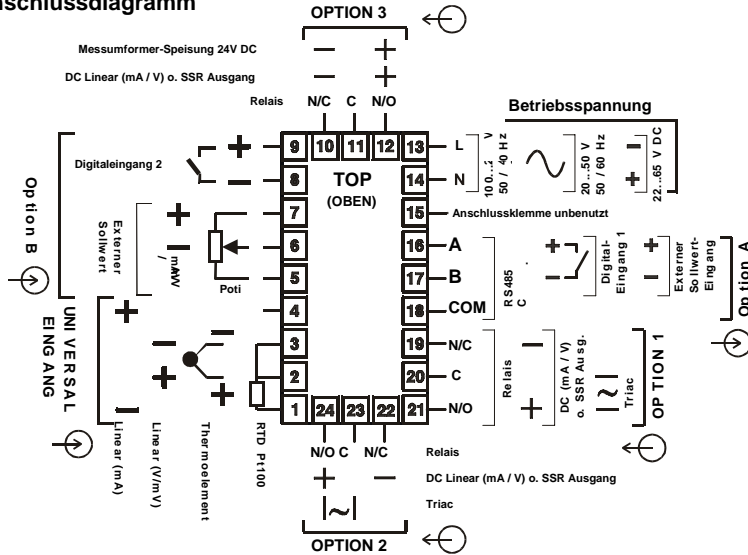 nschlussdiagramm
OPTION 3
Messumformer-Speisung 24V DC
DC Linear (mA / V) o. SSR Ausgang
Relais N/C C N/O
Betriebsspannung
Digitaleingang 2
9 10 11 12 13 L
8 TOP 14 N
(OBEN)
7 15 Anschlussklemme unbenutzt
6 16 A
5 17 B
4 18 COM
3 19 N/C
2 20 C
1 24 23 22 21 N/O
50 / 40 Hz
20...50 V
50 / 60 Hz
22...65 V DC
Option B
Externer
Sollwert
Poti
RS485
C
Digital-
Eingang 1
Externer
Sollwert-
Eingang
Option A
UNIVERSAL
EINGANG
Linear (mA)
Linear (V/mV)
Thermoelement
RTD Pt100
Relais
DC (mA / V)
o. SSR Ausg.
Triac
OPTION 1
N/O C N/C Relais
DC Linear (mA / V) o. SSR Ausgang
Triac
OPTION 2